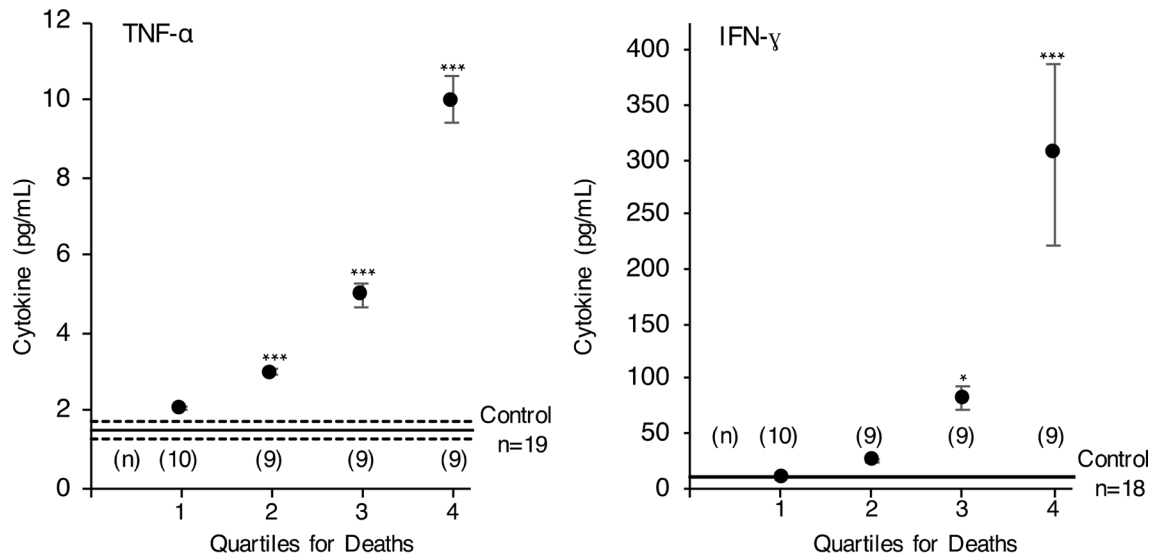 TNF-α
12
10
8
6
4
2
0
Cytokine (pg/mL)
***
***
***
Control
n=19
(n) (10) (9) (9) (9)
1 2 3 4
Quartiles for Deaths
IFN-ɣ
400
350
300
250
200
150
100
50
0
Cytokine (pg/mL)
***
*
(n) (10) (9) (9) (9)
Control
n=18
1 2 3 4
Quartiles for Deaths